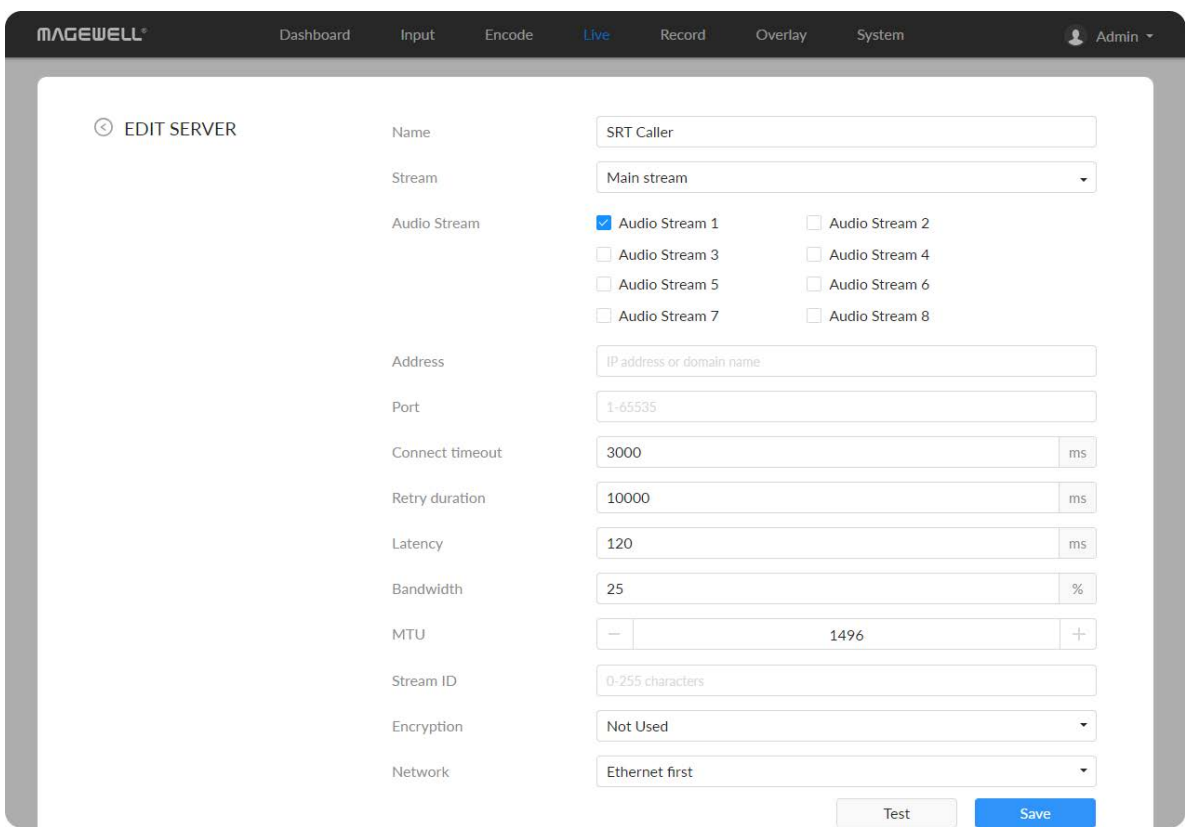 MAGEWELL® Dashboard Input Encode Live Record Overlay System Admin
EDIT SERVER
Name SRT Caller
Stream Main stream
Audio Stream Audio Stream 1 Audio Stream 2
Audio Stream 3 Audio Stream 4
Audio Stream 5 Audio Stream 6
Audio Stream 7 Audio Stream 8
Address IP address or domain name
Port 1-65535
Connect timeout 3000 ms
Retry duration 10000 ms
Latency 120 ms
Bandwidth 25 %
MTU − 1496 +
Stream ID 0-255 characters
Encryption Not Used
Network Ethernet first
Test Save